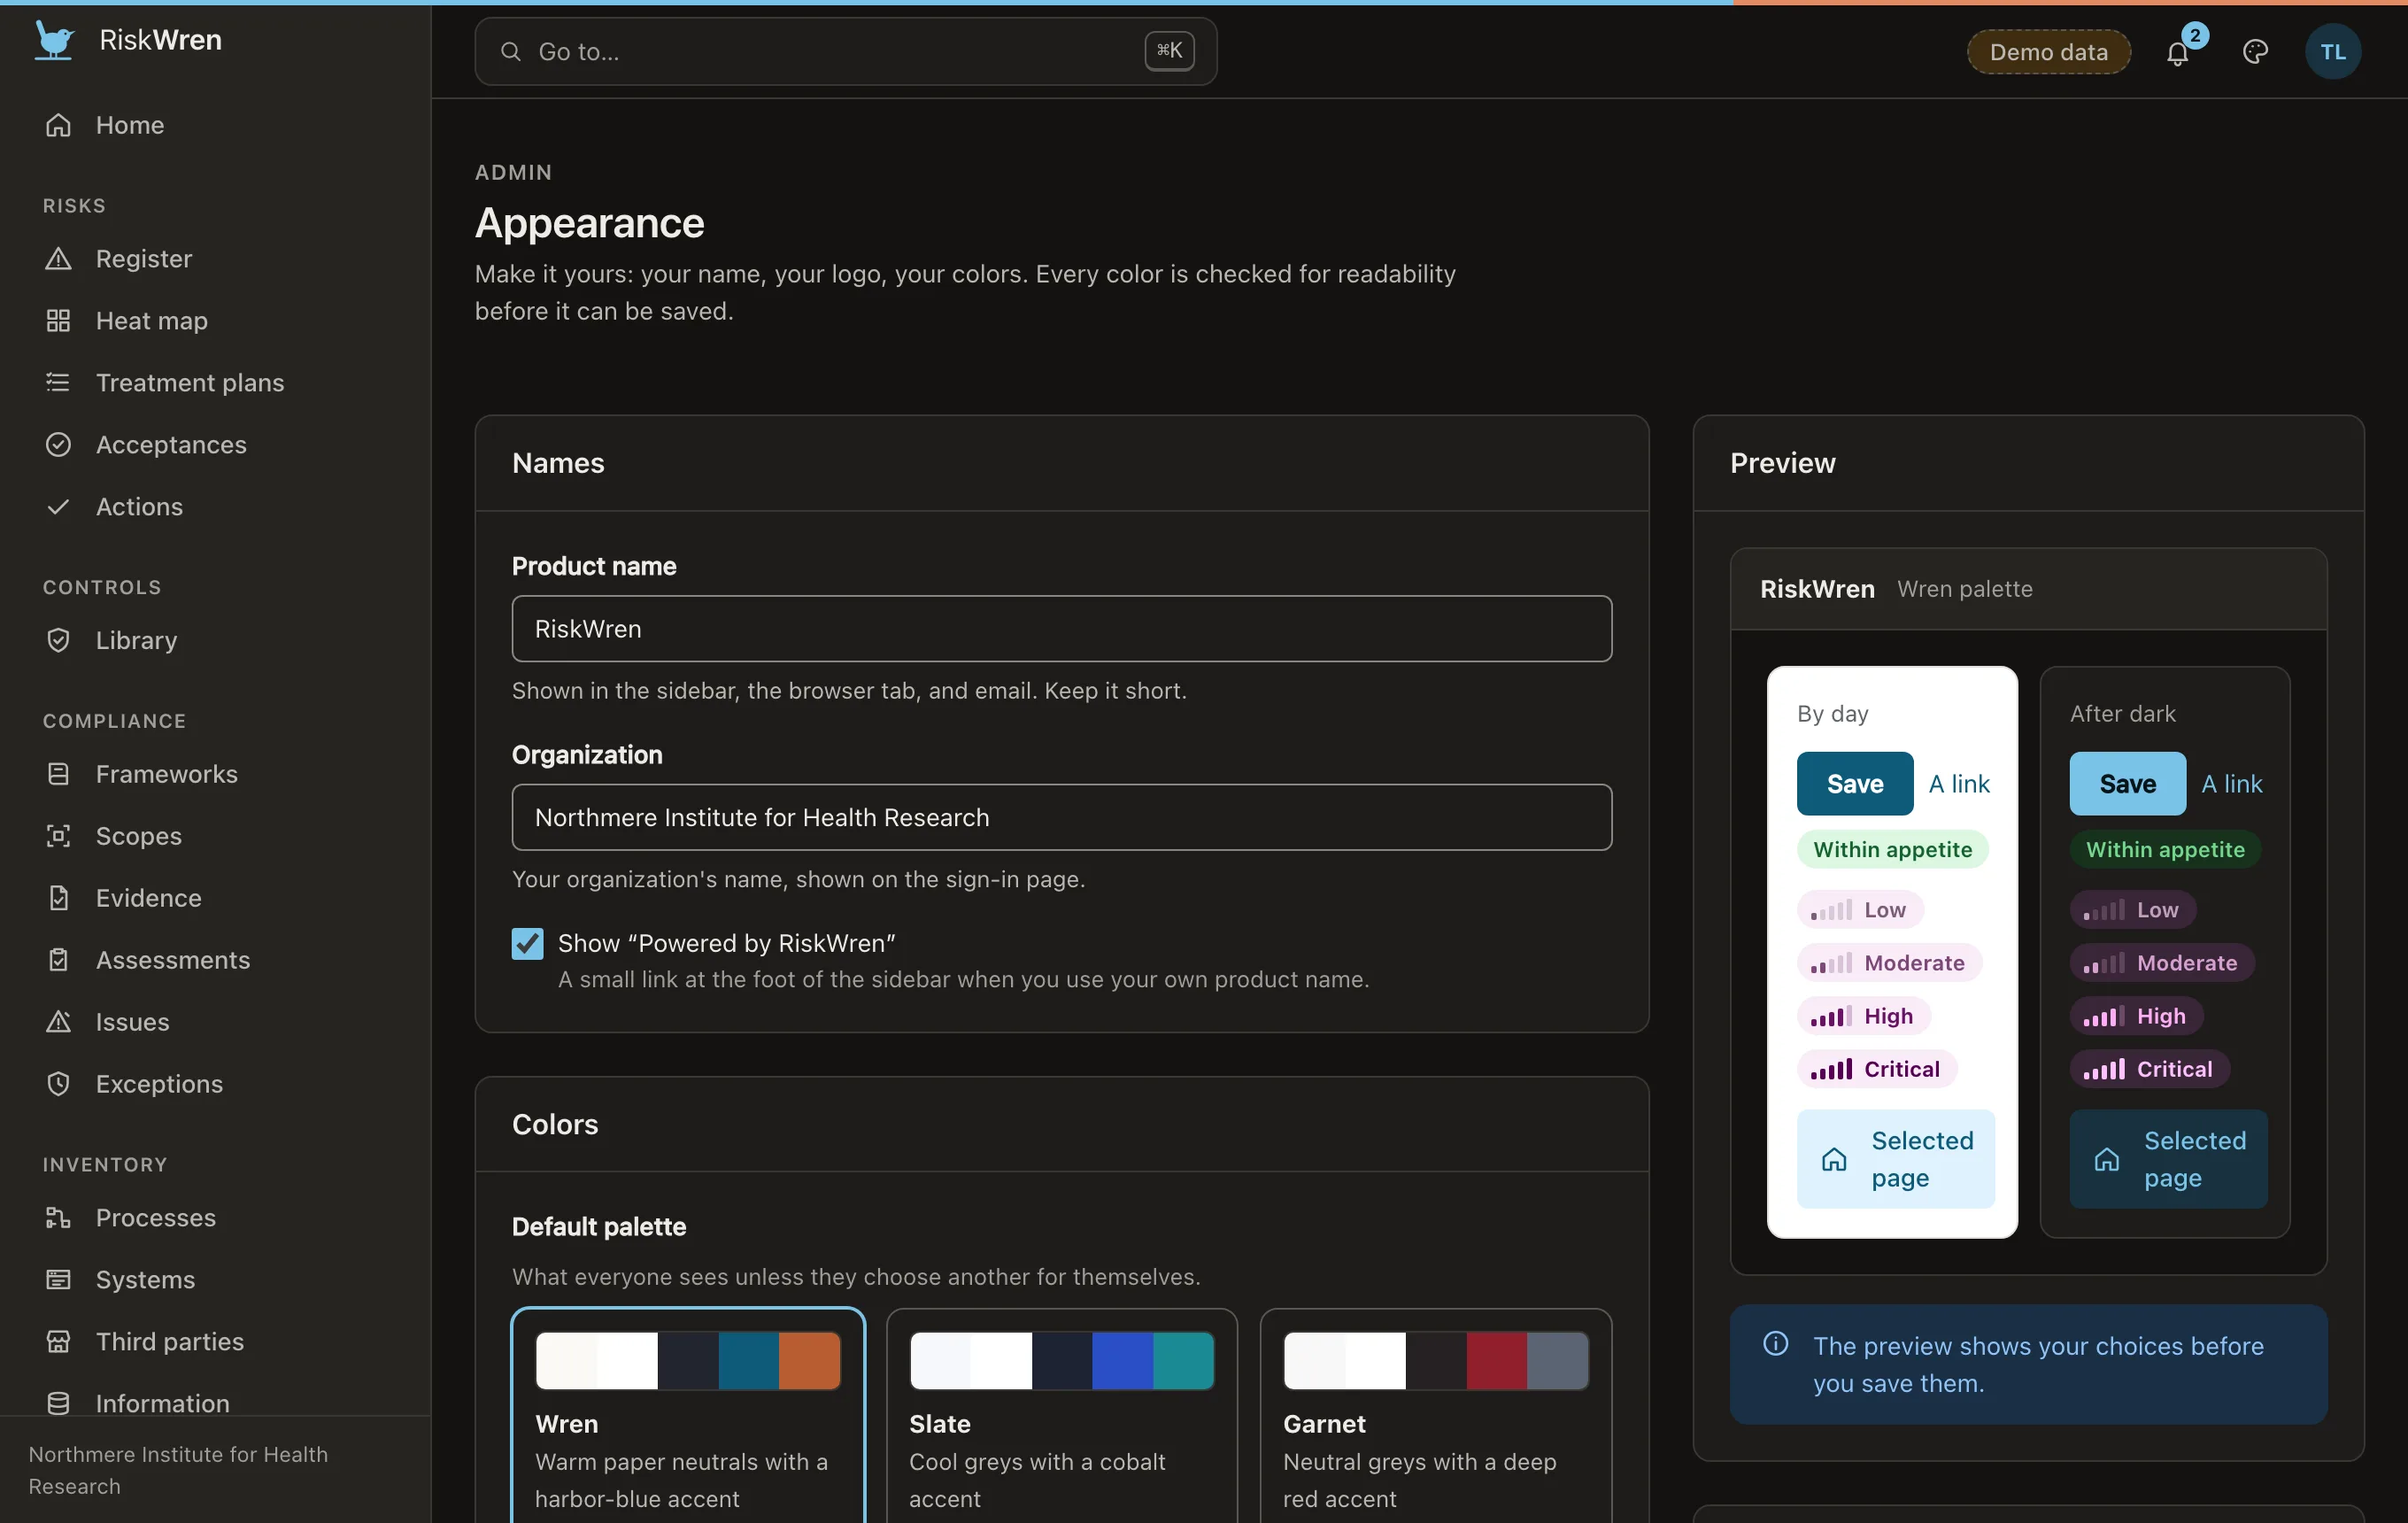 RiskWren
Go to...
⌘K
Demo data
2
TL
Home
RISKS
Register
Heat map
Treatment plans
Acceptances
Actions
CONTROLS
Library
COMPLIANCE
Frameworks
Scopes
Evidence
Assessments
Issues
Exceptions
INVENTORY
Processes
Systems
Third parties
Information
Northmere Institute for Health
Research
ADMIN
Appearance
Make it yours: your name, your logo, your colors. Every color is checked for readability
before it can be saved.
Names
Product name
RiskWren
Shown in the sidebar, the browser tab, and email. Keep it short.
Organization
Northmere Institute for Health Research
Your organization's name, shown on the sign-in page.
Show “Powered by RiskWren”
A small link at the foot of the sidebar when you use your own product name.
Colors
Default palette
What everyone sees unless they choose another for themselves.
Wren
Warm paper neutrals with a
harbor-blue accent
Slate
Cool greys with a cobalt
accent
Garnet
Neutral greys with a deep
red accent
Preview
RiskWren Wren palette
By day
Save A link
Within appetite
Low
Moderate
High
Critical
Selected
page
After dark
Save A link
Within appetite
Low
Moderate
High
Critical
Selected
page
The preview shows your choices before
you save them.